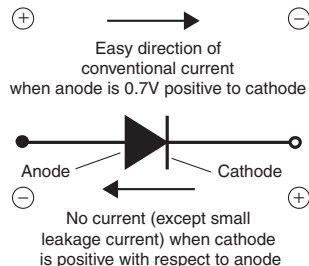 + −
Easy direction of
conventional current
when anode is 0.7V positive to cathode
Anode Cathode
− +
No current (except small
leakage current) when cathode
is positive with respect to anode